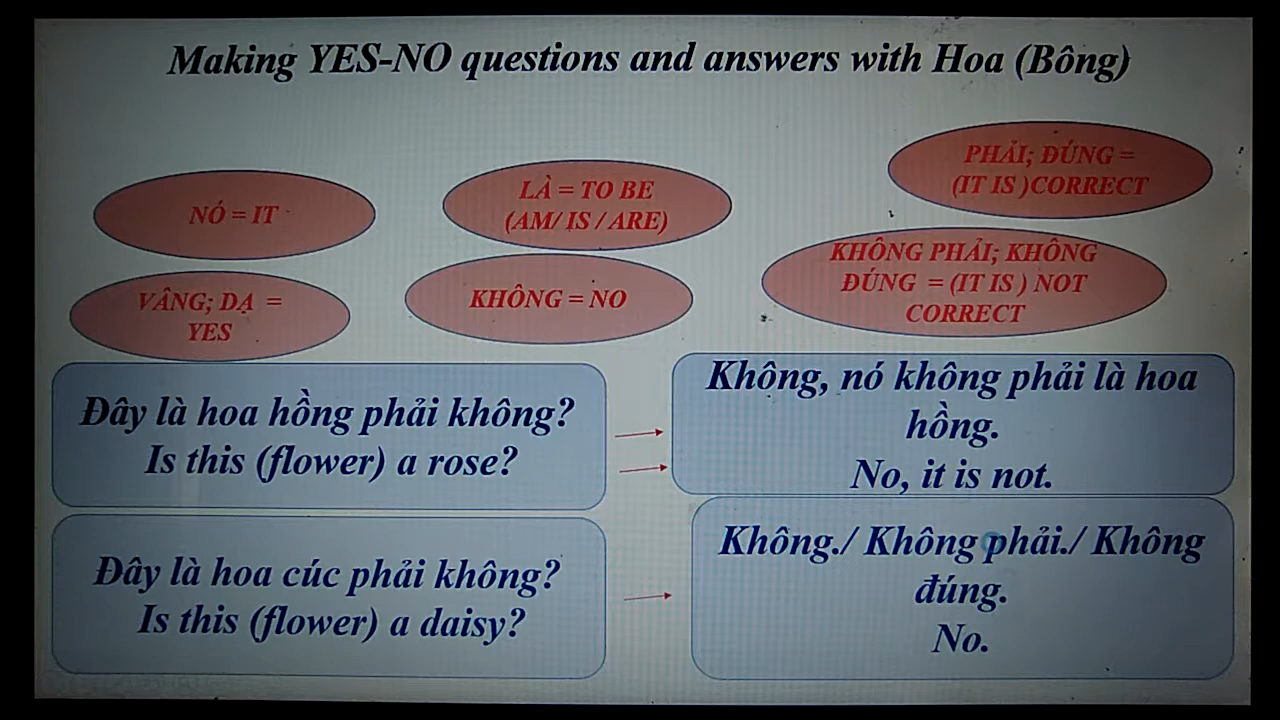 Making YES-NO questions and answers with Hoa (Bông)
NÓ = IT
LÀ = TO BE
(AM/ IS / ARE)
PHẢI; ĐÚNG =
(IT IS )CORRECT
VÂNG; DẠ =
YES
KHÔNG = NO
KHÔNG PHẢI; KHÔNG
ĐÚNG = (IT IS ) NOT
CORRECT
Đây là hoa hồng phải không?
Is this (flower) a rose?
Không, nó không phải là hoa
hồng.
No, it is not.
Đây là hoa cúc phải không?
Is this (flower) a daisy?
Không./ Không phải./ Không
đúng.
No.